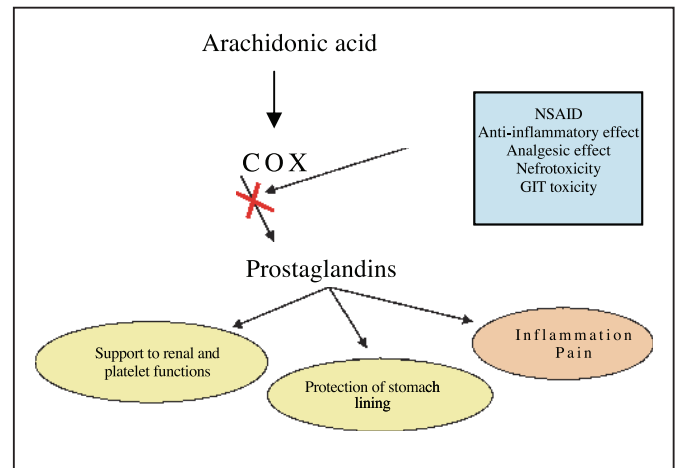 Arachidonic acid
NSAID
Anti-inflammatory effect
Analgesic effect
Nefrotoxicity
GIT toxicity
COX
Prostaglandins
Support to renal and
platelet functions
Protection of stomach
lining
Inflammation
Pain